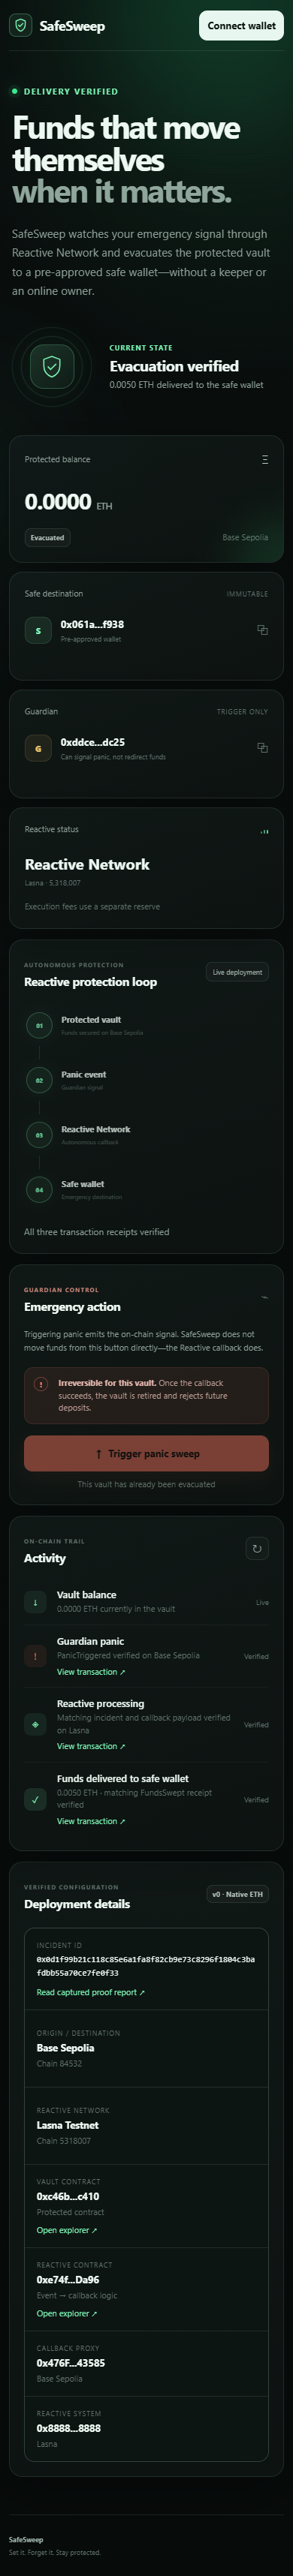 SafeSweep
Connect wallet
DELIVERY VERIFIED
Funds that move
themselves
when it matters.
SafeSweep watches your emergency signal through
Reactive Network and evacuates the protected vault
to a pre-approved safe wallet—without a keeper or
an online owner.
CURRENT STATE
Evacuation verified
0.0050 ETH delivered to the safe wallet
Protected balance
Ξ
0.0000 ETH
Evacuated
Base Sepolia
Safe destination
IMMUTABLE
S
0x061a...f938
Pre-approved wallet
Guardian
TRIGGER ONLY
G
0xddce...dc25
Can signal panic, not redirect funds
Reactive status
Reactive Network
Lasna · 5,318,007
Execution fees use a separate reserve
AUTONOMOUS PROTECTION
Reactive protection loop
Live deployment
01
Protected vault
Funds secured on Base Sepolia
02
Panic event
Guardian signal
03
Reactive Network
Autonomous callback
04
Safe wallet
Emergency destination
All three transaction receipts verified
GUARDIAN CONTROL
Emergency action
Triggering panic emits the on-chain signal. SafeSweep does not
move funds from this button directly—the Reactive callback does.
! Irreversible for this vault. Once the callback
succeeds, the vault is retired and rejects future
deposits.
↑ Trigger panic sweep
This vault has already been evacuated
ON-CHAIN TRAIL
Activity
↻
↓
Vault balance
0.0000 ETH currently in the vault
Live
!
Guardian panic
PanicTriggered verified on Base Sepolia
Verified
View transaction ↗
◈
Reactive processing
Matching incident and callback payload verified
on Lasna
Verified
View transaction ↗
✓
Funds delivered to safe wallet
0.0050 ETH · matching FundsSwept receipt
verified
Verified
View transaction ↗
VERIFIED CONFIGURATION
Deployment details
v0 · Native ETH
INCIDENT ID
0x0d1f99b21c118c85e6a1fa8f82cb9e73c8296f1804c3ba
fdbb55a70ce7fe0f33
Read captured proof report ↗
ORIGIN / DESTINATION
Base Sepolia
Chain 84532
REACTIVE NETWORK
Lasna Testnet
Chain 5318007
VAULT CONTRACT
0xc46b...c410
Protected contract
Open explorer ↗
REACTIVE CONTRACT
0xe74f...Da96
Event → callback logic
Open explorer ↗
CALLBACK PROXY
0x476F...43585
Base Sepolia
REACTIVE SYSTEM
0x8888...8888
Lasna
SafeSweep
Set it. Forget it. Stay protected.